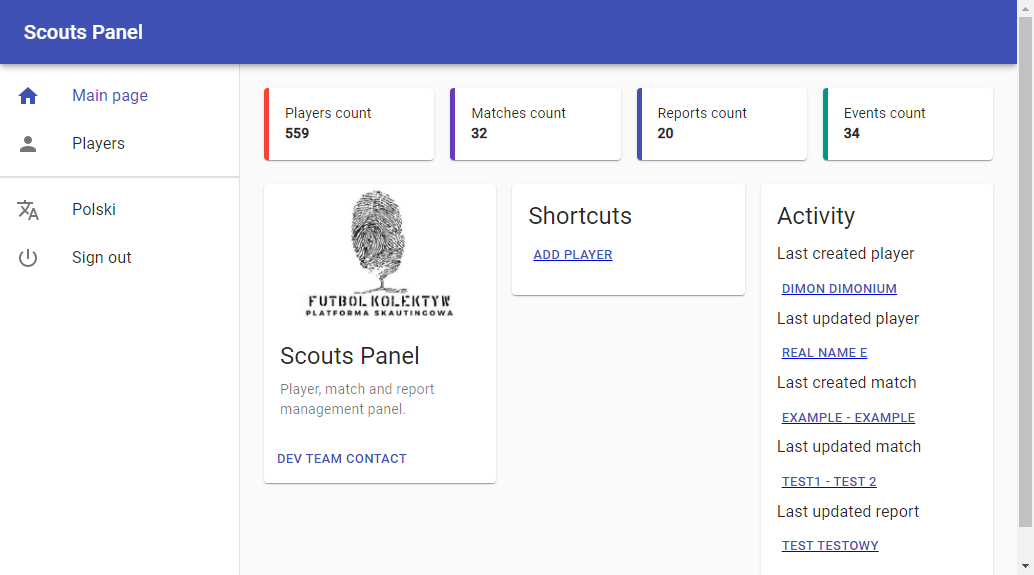 Scouts Panel
Main page
Players
Polski
Sign out
Players count
559
Matches count
32
Reports count
20
Events count
34
FUTBOL KOLEKTYW
PLATFORMA SKAUTINGOWA
Scouts Panel
Player, match and report
management panel.
DEV TEAM CONTACT
Shortcuts
ADD PLAYER
Activity
Last created player
DIMON DIMONIUM
Last updated player
REAL NAME E
Last created match
EXAMPLE - EXAMPLE
Last updated match
TEST1 - TEST 2
Last updated report
TEST TESTOWY